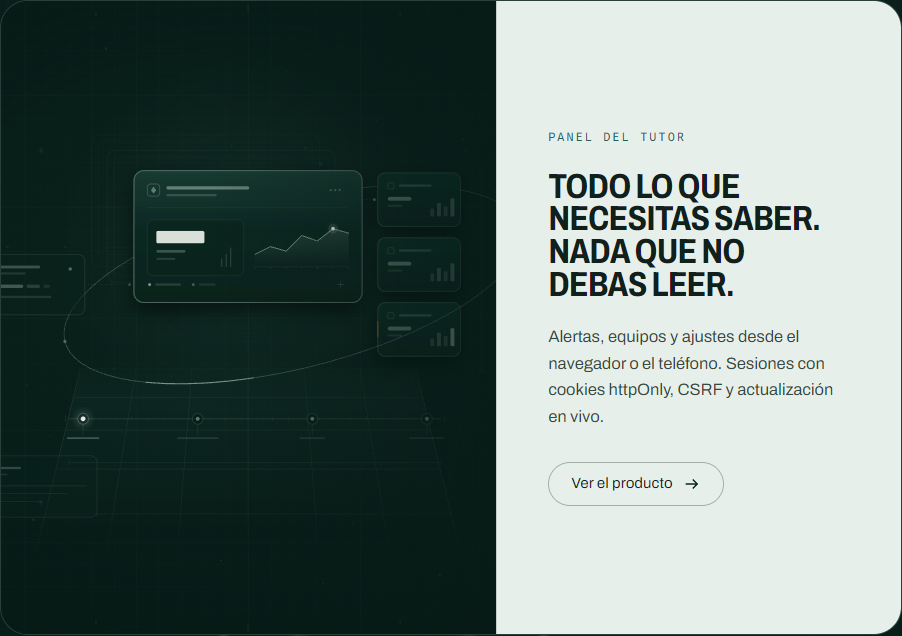 PANEL DEL TUTOR
TODO LO QUE
NECESITAS SABER.
NADA QUE NO
DEBAS LEER.
Alertas, equipos y ajustes desde el
navegador o el teléfono. Sesiones con
cookies httpOnly, CSRF y actualización
en vivo.
Ver el producto →